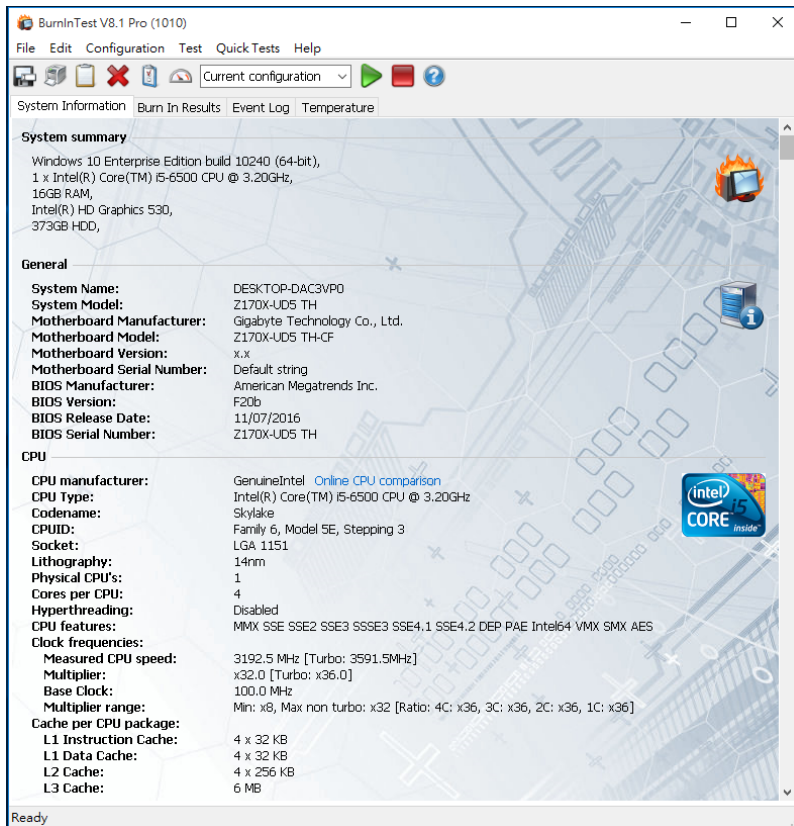 BurnInTest V8.1 Pro (1010)
File Edit Configuration Test Quick Tests Help
Current configuration
System Information Burn In Results Event Log Temperature
System summary
Windows 10 Enterprise Edition build 10240 (64-bit),
1 x Intel(R) Core(TM) i5-6500 CPU @ 3.20GHz,
16GB RAM,
Intel(R) HD Graphics 530,
373GB HDD,
General
System Name: DESKTOP-DAC3VP0
System Model: Z170X-UD5 TH
Motherboard Manufacturer: Gigabyte Technology Co., Ltd.
Motherboard Model: Z170X-UD5 TH-CF
Motherboard Version: x.x
Motherboard Serial Number: Default string
BIOS Manufacturer: American Megatrends Inc.
BIOS Version: F20b
BIOS Release Date: 11/07/2016
BIOS Serial Number: Z170X-UD5 TH
CPU
CPU manufacturer: GenuineIntel Online CPU comparison
CPU Type: Intel(R) Core(TM) i5-6500 CPU @ 3.20GHz
Codename: Skylake
CPUID: Family 6, Model 5E, Stepping 3
Socket: LGA 1151
Lithography: 14nm
Physical CPU's: 1
Cores per CPU: 4
Hyperthreading: Disabled
CPU features: MMX SSE SSE2 SSE3 SSSE3 SSE4.1 SSE4.2 DEP PAE Intel64 VMX SMX AES
Clock frequencies:
Measured CPU speed: 3192.5 MHz [Turbo: 3591.5MHz]
Multiplier: x32.0 [Turbo: x36.0]
Base Clock: 100.0 MHz
Multiplier range: Min: x8, Max non turbo: x32 [Ratio: 4C: x36, 3C: x36, 2C: x36, 1C: x36]
Cache per CPU package:
L1 Instruction Cache: 4 x 32 KB
L1 Data Cache: 4 x 32 KB
L2 Cache: 4 x 256 KB
L3 Cache: 6 MB
(intel)
CORE i5
inside™
Ready